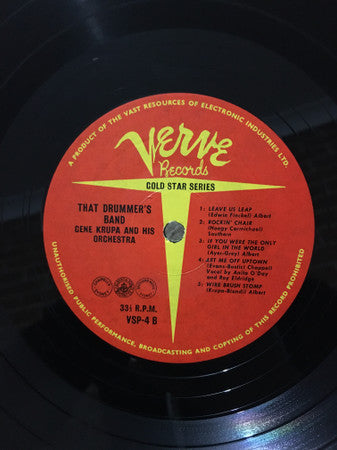 A PRODUCT OF THE VAST RESOURCES OF ELECTRONIC INDUSTRIES LTD.
Verve
Records
GOLD STAR SERIES
THAT DRUMMER'S
BAND
GENE KRUPA AND HIS
ORCHESTRA
1: LEAVE US LEAP
(Edwin Finckel) Albert
2: ROCKIN' CHAIR
(Hoagy Carmichael)
Southern
3: IF YOU WERE THE ONLY
GIRL IN THE WORLD
(Ayer-Grey) Albert
4: LET ME OFF UPTOWN
(Evans-Bostic) Chappell
Vocal by Anita O'Day
and Roy Eldridge
5: WIRE BRUSH STOMP
(Krupa-Biondi) Albert
33⅓ R.P.M.
VSP-4 B
UNAUTHORISED PUBLIC PERFORMANCE, BROADCASTING AND COPYING OF THIS RECORD PROHIBITED